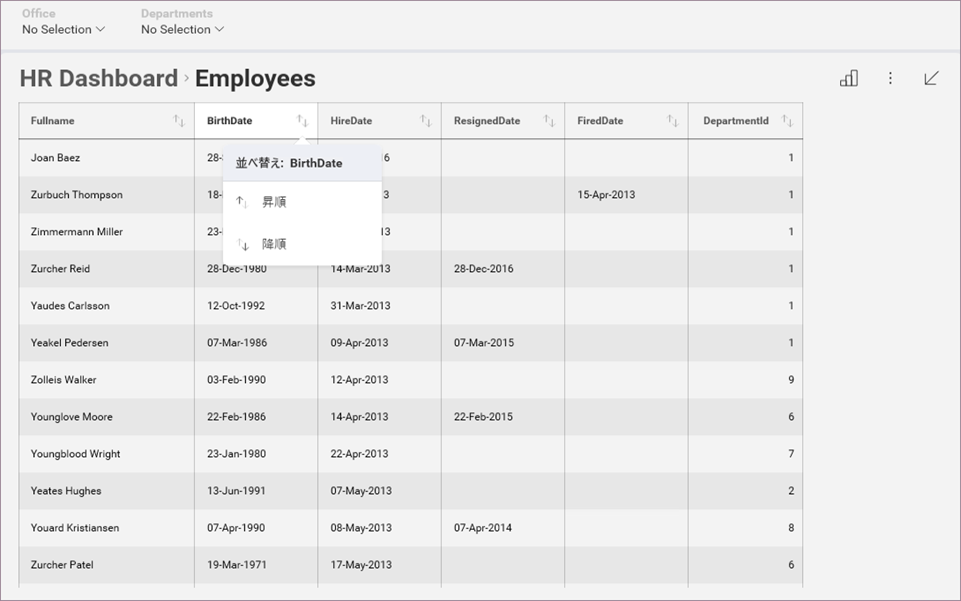 Office Departments
No Selection No Selection
HR Dashboard › Employees
Fullname BirthDate HireDate ResignedDate FiredDate DepartmentId
Joan Baez 28- 6 1
Zurbuch Thompson 18- 3 15-Apr-2013 1
Zimmermann Miller 23- 13 1
Zurcher Reid 28-Dec-1980 14-Mar-2013 28-Dec-2016 1
Yaudes Carlsson 12-Oct-1992 31-Mar-2013 1
Yeakel Pedersen 07-Mar-1986 09-Apr-2013 07-Mar-2015 1
Zolleis Walker 03-Feb-1990 12-Apr-2013 9
Younglove Moore 22-Feb-1986 14-Apr-2013 22-Feb-2015 6
Youngblood Wright 23-Jan-1980 22-Apr-2013 7
Yeates Hughes 13-Jun-1991 07-May-2013 2
Youard Kristiansen 07-Apr-1990 08-May-2013 07-Apr-2014 8
Zurcher Patel 19-Mar-1971 17-May-2013 6
並べ替え: BirthDate
昇順
降順